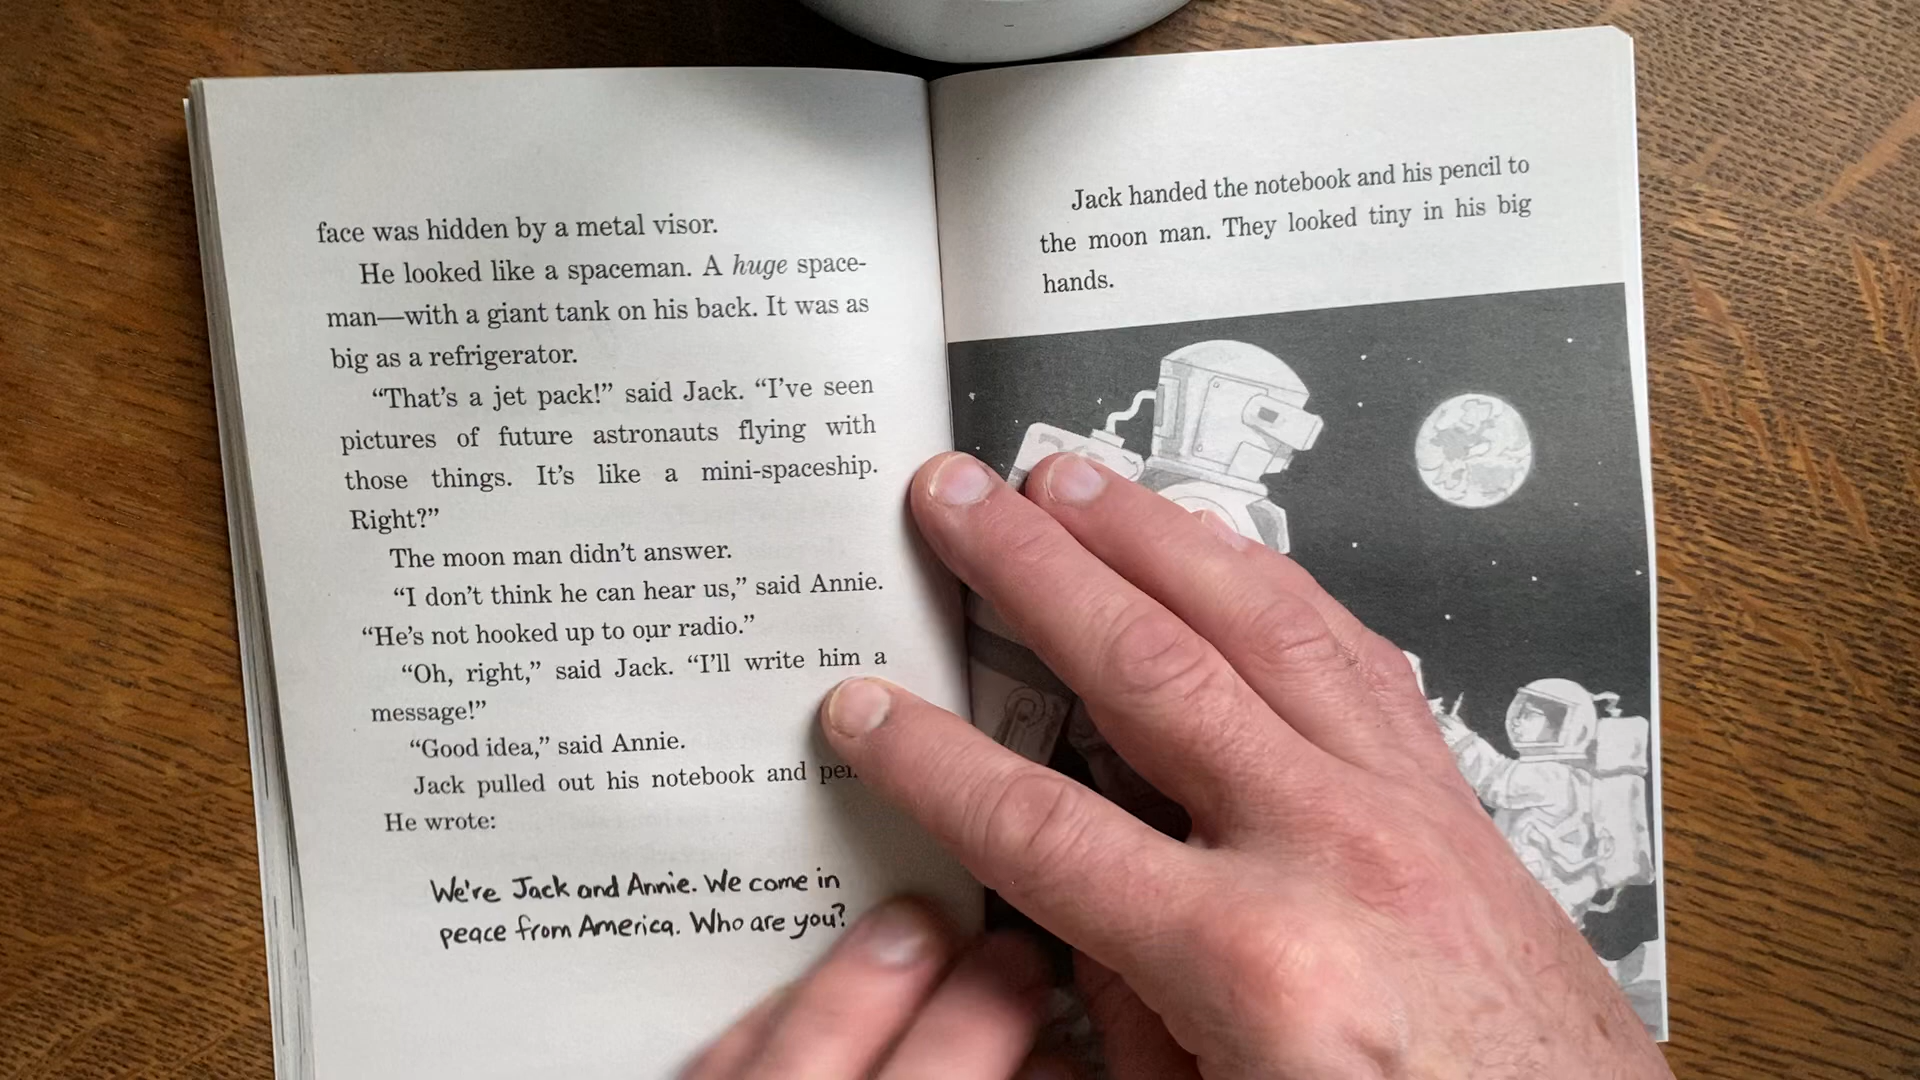 face was hidden by a metal visor.
He looked like a spaceman. A huge space-
man—with a giant tank on his back. It was as
big as a refrigerator.
“That’s a jet pack!” said Jack. “I’ve seen
pictures of future astronauts flying with
those things. It’s like a mini-spaceship.
Right?”
The moon man didn’t answer.
“I don’t think he can hear us,” said Annie.
“He’s not hooked up to our radio.”
“Oh, right,” said Jack. “I’ll write him a
message!”
“Good idea,” said Annie.
Jack pulled out his notebook and
He wrote:
We're Jack and Annie. We come in
peace from America. Who are you?
Jack handed the notebook and his pencil to
the moon man. They looked tiny in his big
hands.